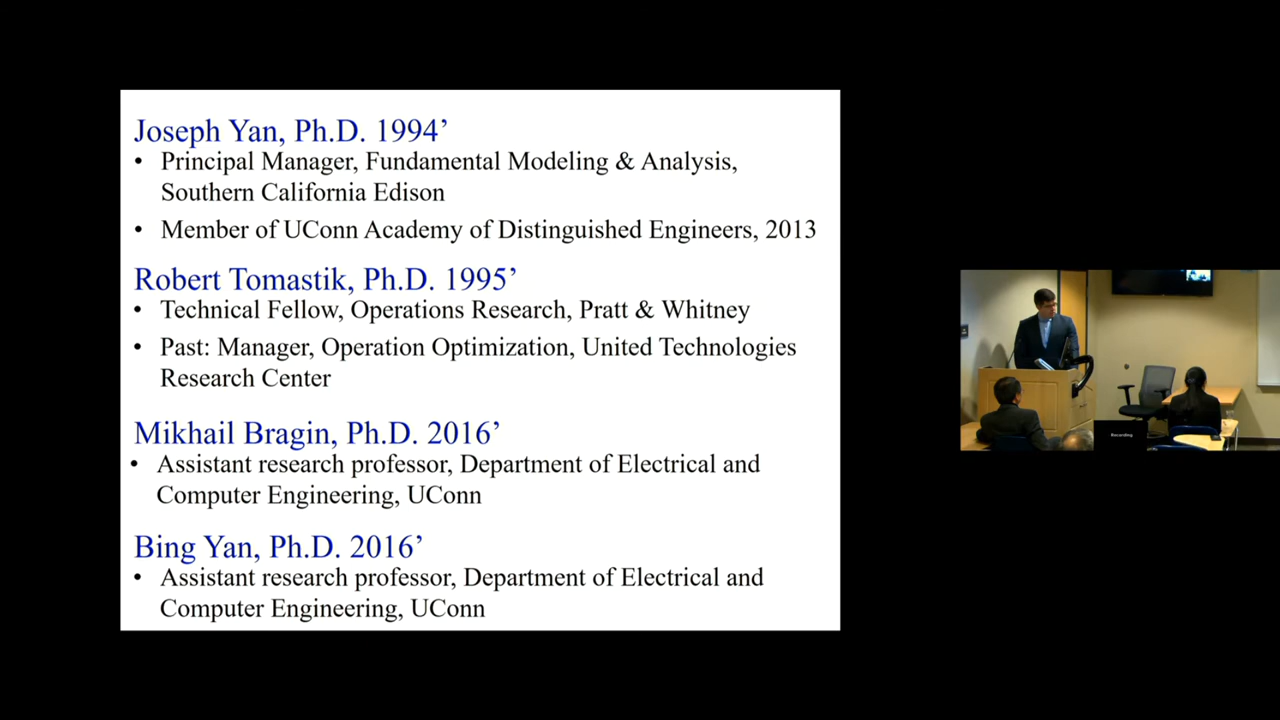 Joseph Yan, Ph.D. 1994’
• Principal Manager, Fundamental Modeling & Analysis,
Southern California Edison
• Member of UConn Academy of Distinguished Engineers, 2013
Robert Tomastik, Ph.D. 1995’
• Technical Fellow, Operations Research, Pratt & Whitney
• Past: Manager, Operation Optimization, United Technologies
Research Center
Mikhail Bragin, Ph.D. 2016’
• Assistant research professor, Department of Electrical and
Computer Engineering, UConn
Bing Yan, Ph.D. 2016’
• Assistant research professor, Department of Electrical and
Computer Engineering, UConn
Recording